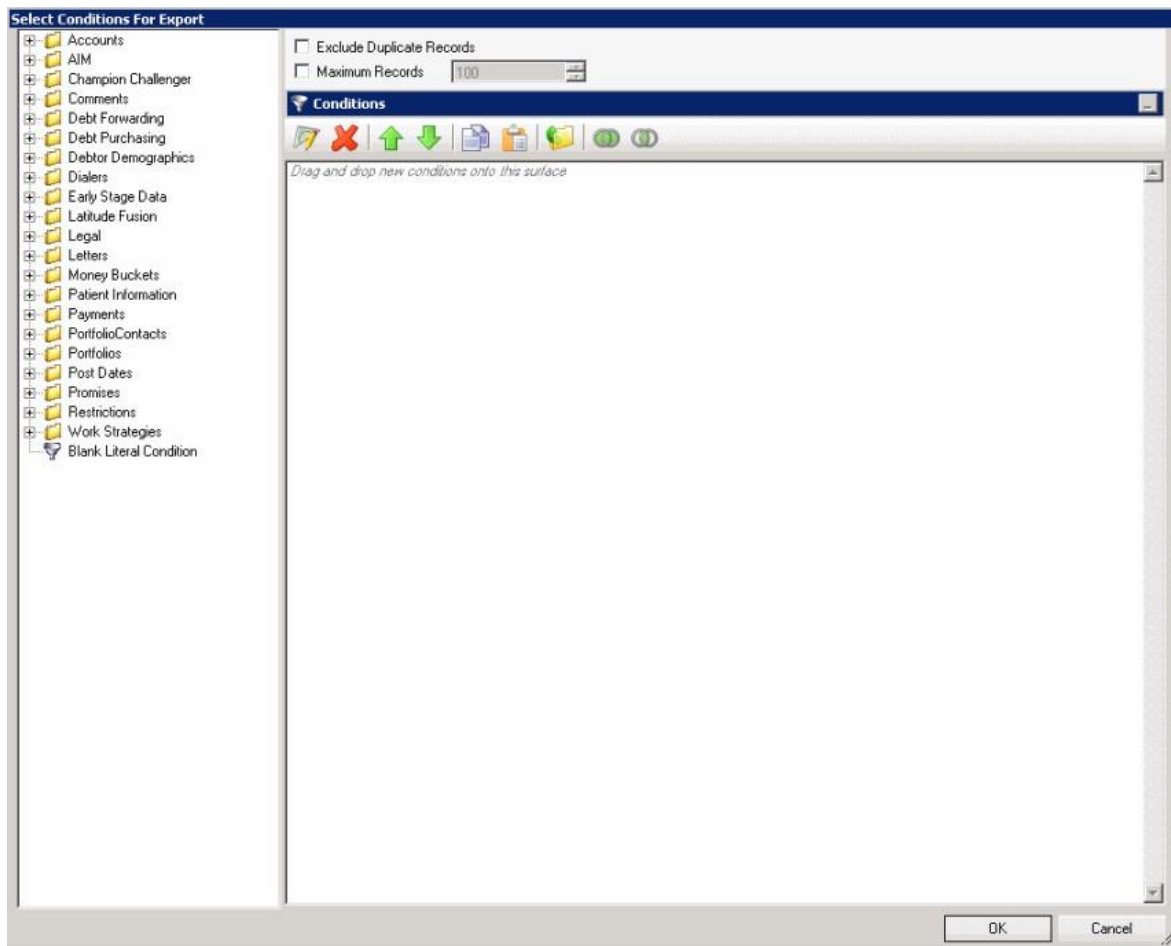 Select Conditions For Export
Accounts
AIM
Champion Challenger
Comments
Debt Forwarding
Debt Purchasing
Debtor Demographics
Dialers
Early Stage Data
Latitude Fusion
Legal
Letters
Money Buckets
Patient Information
Payments
PortfolioContacts
Portfolios
Post Dates
Promises
Restrictions
Work Strategies
Blank Literal Condition
Exclude Duplicate Records
Maximum Records 100
Conditions
Drag and drop new conditions onto this surface
OK Cancel